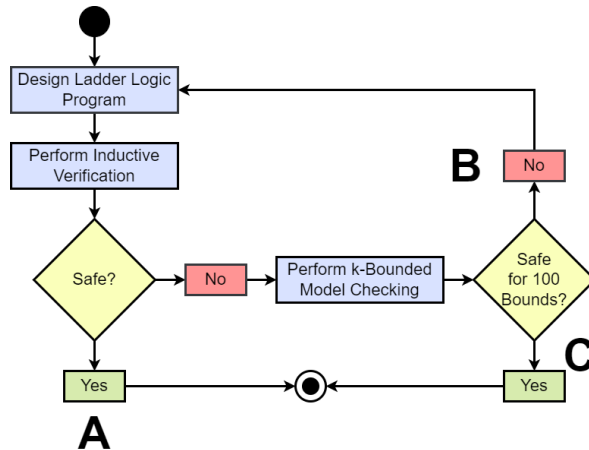 Design Ladder Logic
Program
Perform Inductive
Verification
B
No
Safe?
No
Perform k-Bounded
Model Checking
Safe
for 100
Bounds?
C
Yes
Yes
A